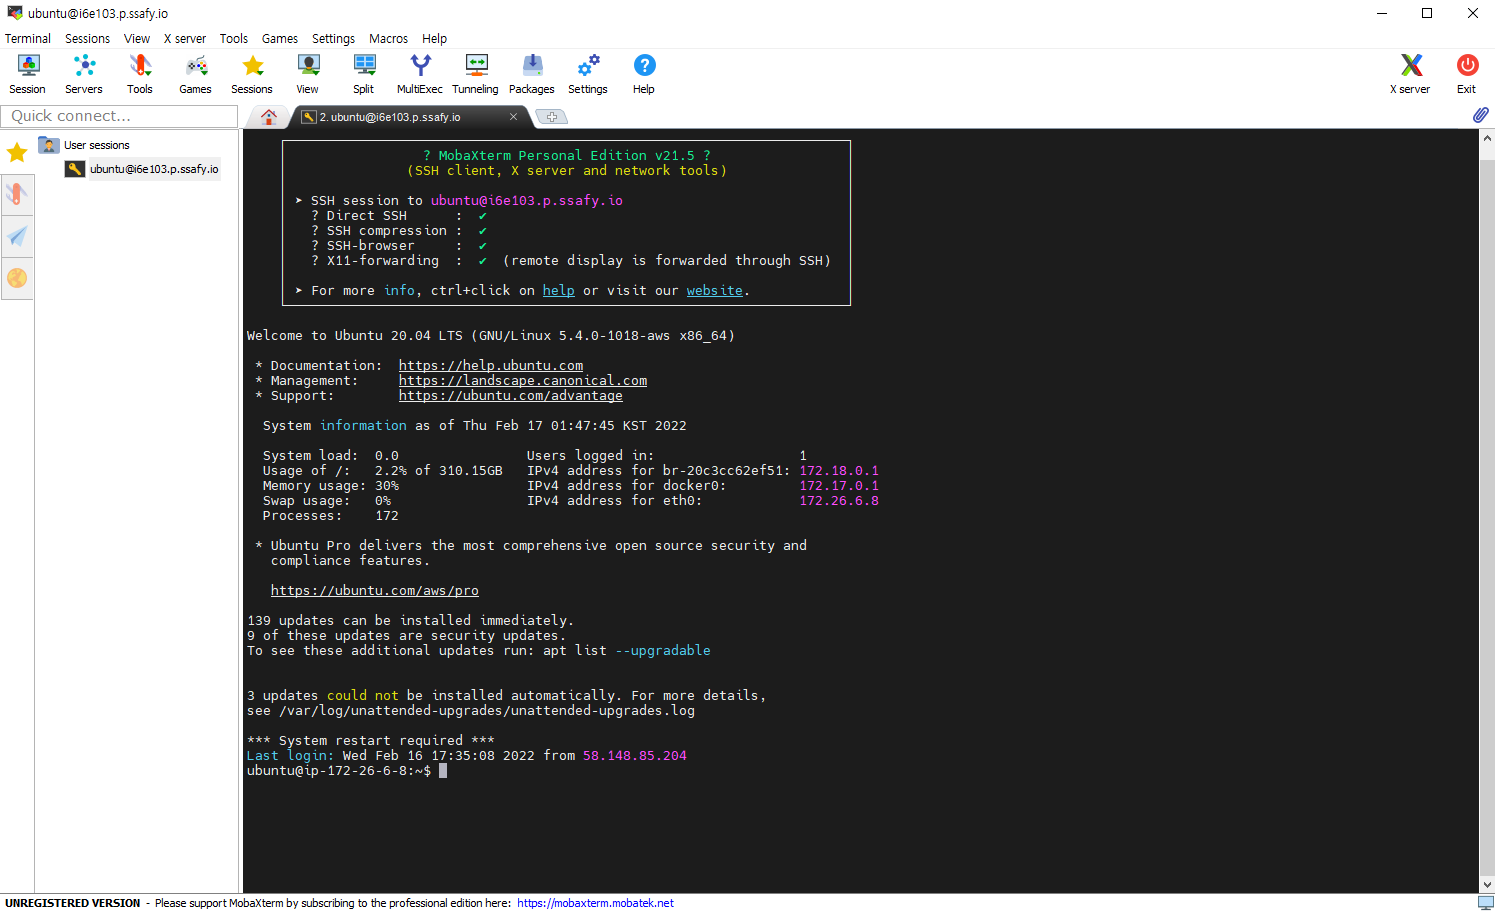 ubuntu@i6e103.p.ssafy.io
Terminal Sessions View X server Tools Games Settings Macros Help
Session Servers Tools Games Sessions View Split MultiExec Tunneling Packages Settings Help X server Exit
Quick connect...
2. ubuntu@i6e103.p.ssafy.io
User sessions
ubuntu@i6e103.p.ssafy.io
? MobaXterm Personal Edition v21.5 ?
(SSH client, X server and network tools)
➤ SSH session to ubuntu@i6e103.p.ssafy.io
? Direct SSH : ✔
? SSH compression : ✔
? SSH-browser : ✔
? X11-forwarding : ✔ (remote display is forwarded through SSH)
➤ For more info, ctrl+click on help or visit our website.
Welcome to Ubuntu 20.04 LTS (GNU/Linux 5.4.0-1018-aws x86_64)
* Documentation: https://help.ubuntu.com
* Management: https://landscape.canonical.com
* Support: https://ubuntu.com/advantage
System information as of Thu Feb 17 01:47:45 KST 2022
System load: 0.0 Users logged in: 1
Usage of /: 2.2% of 310.15GB IPv4 address for br-20c3cc62ef51: 172.18.0.1
Memory usage: 30% IPv4 address for docker0: 172.17.0.1
Swap usage: 0% IPv4 address for eth0: 172.26.6.8
Processes: 172
* Ubuntu Pro delivers the most comprehensive open source security and
compliance features.
https://ubuntu.com/aws/pro
139 updates can be installed immediately.
9 of these updates are security updates.
To see these additional updates run: apt list --upgradable
3 updates could not be installed automatically. For more details,
see /var/log/unattended-upgrades/unattended-upgrades.log
*** System restart required ***
Last login: Wed Feb 16 17:35:08 2022 from 58.148.85.204
ubuntu@ip-172-26-6-8:~$
UNREGISTERED VERSION - Please support MobaXterm by subscribing to the professional edition here: https://mobaxterm.mobatek.net